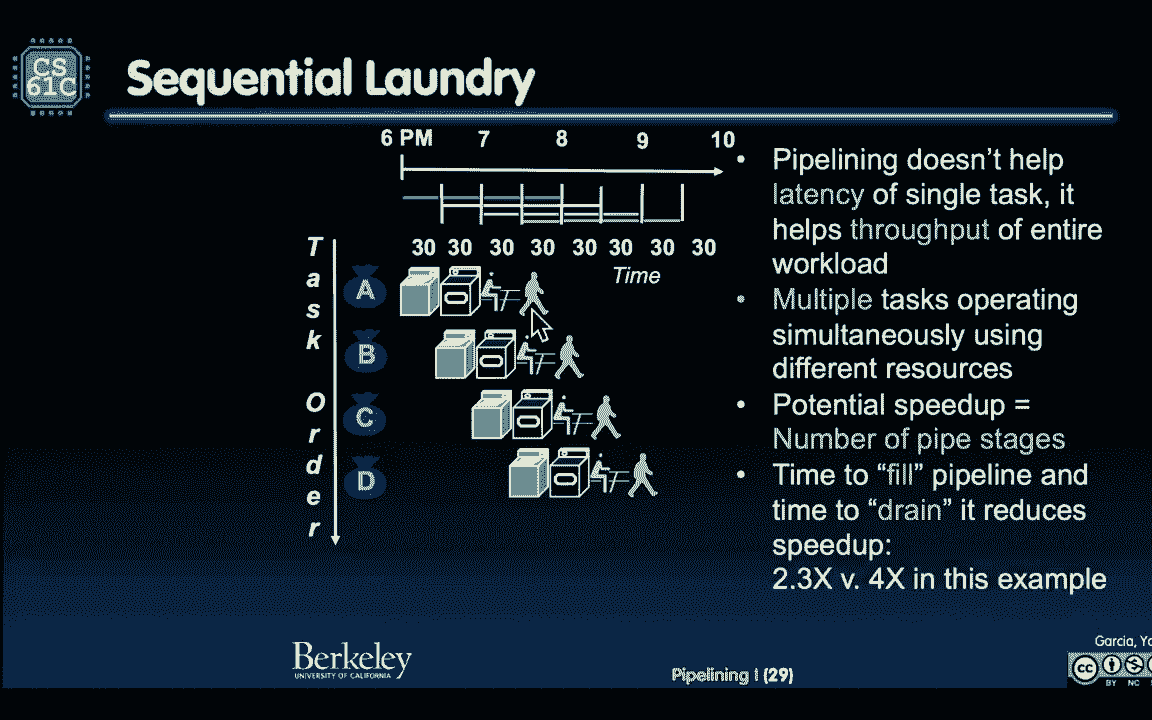 CS
61C
Sequential Laundry
6 PM 7 8 9 10
30 30 30 30 30 30 30 30
Time
Task Order
A
B
C
D
• Pipelining doesn't help
latency of single task, it
helps throughput of entire
workload
• Multiple tasks operating
simultaneously using
different resources
• Potential speedup =
Number of pipe stages
• Time to “fill” pipeline and
time to “drain” it reduces
speedup:
2.3X v. 4X in this example
Berkeley
UNIVERSITY OF CALIFORNIA
Pipelining I (29)
Garcia,
cc
BY NC